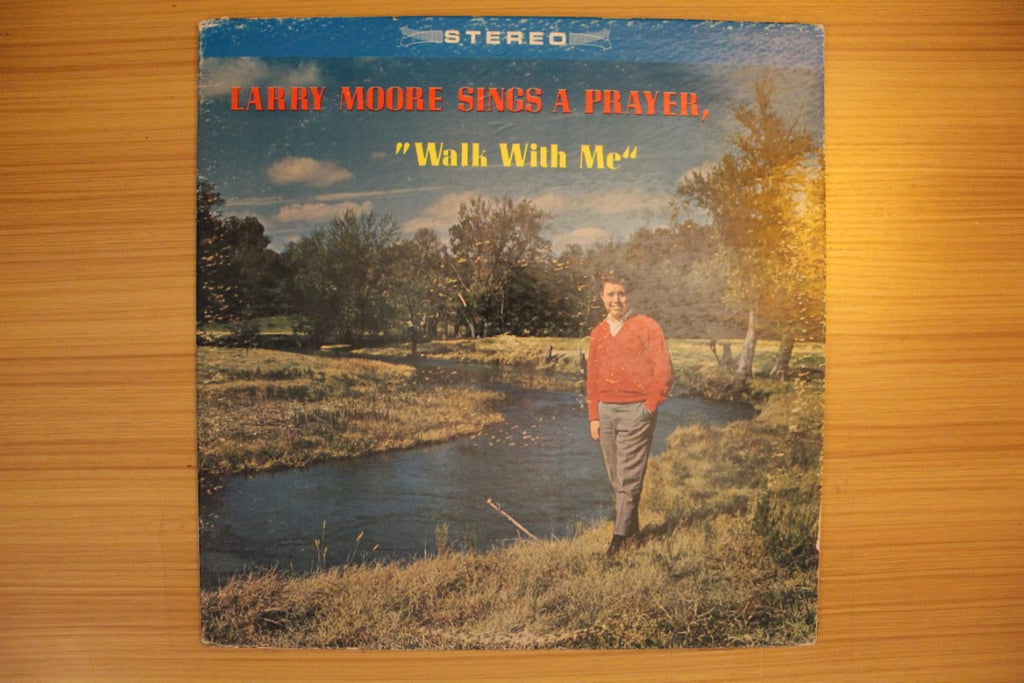 STEREO
LARRY MOORE SINGS A PRAYER,
"Walk With Me"